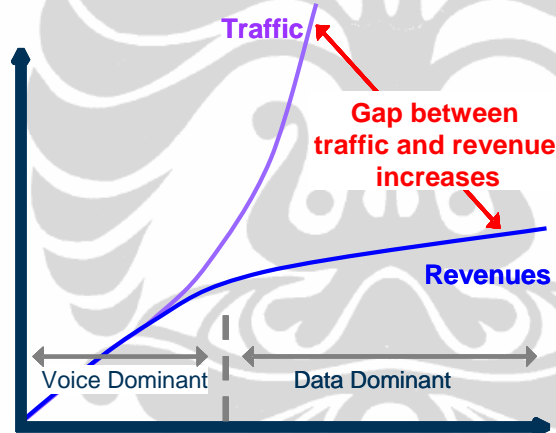 Traffic
Gap between
traffic and revenue
increases
Revenues
Voice Dominant
Data Dominant